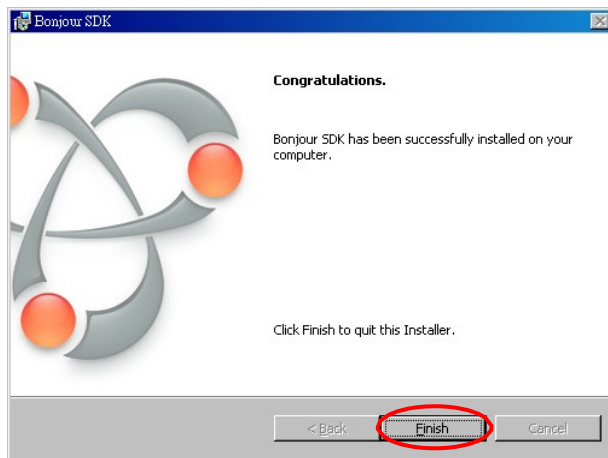 Bonjour SDK
Congratulations.
Bonjour SDK has been successfully installed on your
computer.
Click Finish to quit this Installer.
< Back Finish Cancel